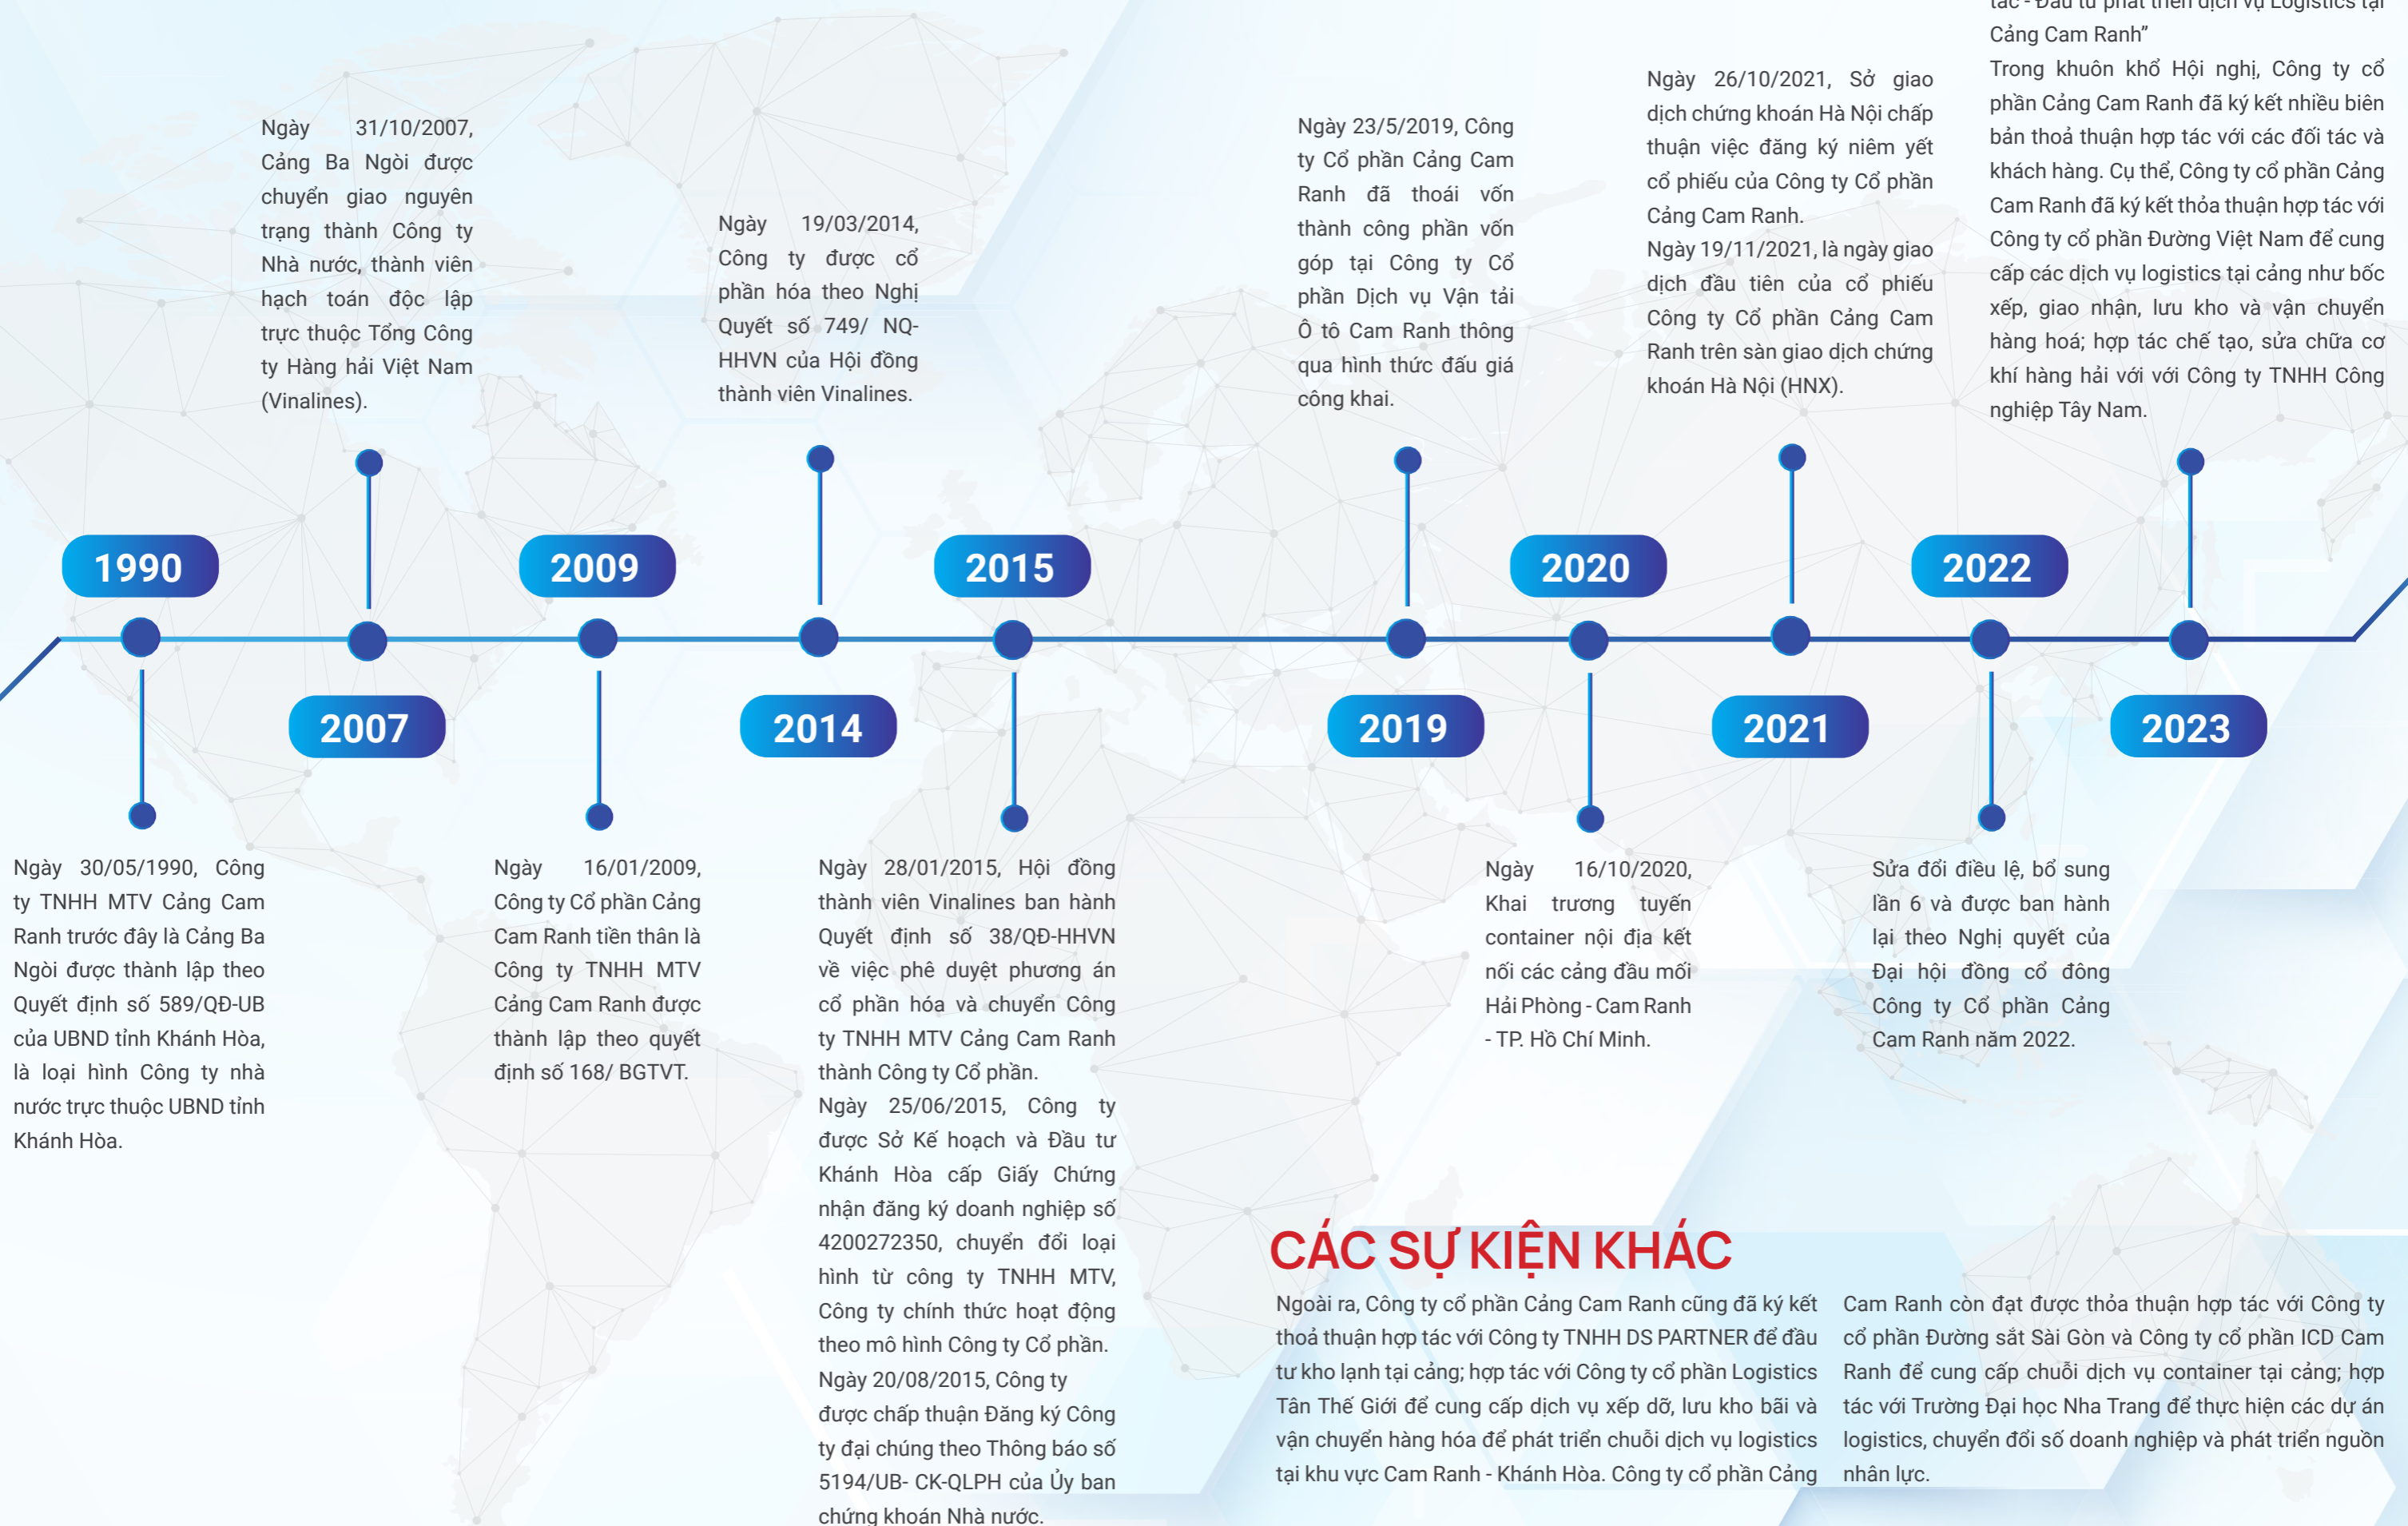 1990
Ngày 30/05/1990, Công
ty TNHH MTV Cảng Cam
Ranh trước đây là Cảng Ba
Ngòi được thành lập theo
Quyết định số 589/QĐ-UB
của UBND tỉnh Khánh Hòa,
là loại hình Công ty nhà
nước trực thuộc UBND tỉnh
Khánh Hòa.
Ngày 31/10/2007,
Cảng Ba Ngòi được
chuyển giao nguyên
trạng thành Công ty
Nhà nước, thành viên
hạch toán độc lập
trực thuộc Tổng Công
ty Hàng hải Việt Nam
(Vinalines).
2007
2009
Ngày 16/01/2009,
Công ty Cổ phần Cảng
Cam Ranh tiền thân là
Công ty TNHH MTV
Cảng Cam Ranh được
thành lập theo quyết
định số 168/ BGTVT.
Ngày 19/03/2014,
Công ty được cổ
phần hóa theo Nghị
Quyết số 749/ NQ-
HHVN của Hội đồng
thành viên Vinalines.
2014
2015
Ngày 28/01/2015, Hội đồng
thành viên Vinalines ban hành
Quyết định số 38/QĐ-HHVN
về việc phê duyệt phương án
cổ phần hóa và chuyển Công
ty TNHH MTV Cảng Cam Ranh
thành Công ty Cổ phần.
Ngày 25/06/2015, Công ty
được Sở Kế hoạch và Đầu tư
Khánh Hòa cấp Giấy Chứng
nhận đăng ký doanh nghiệp số
4200272350, chuyển đổi loại
hình từ công ty TNHH MTV,
Công ty chính thức hoạt động
theo mô hình Công ty Cổ phần.
Ngày 20/08/2015, Công ty
được chấp thuận Đăng ký Công
ty đại chúng theo Thông báo số
5194/UB- CK-QLPH của Ủy ban
chứng khoán Nhà nước.
Ngày 23/5/2019, Công
ty Cổ phần Cảng Cam
Ranh đã thoái vốn
thành công phần vốn
góp tại Công ty Cổ
phần Dịch vụ Vận tải
Ô tô Cam Ranh thông
qua hình thức đấu giá
công khai.
2019
2020
Ngày 16/10/2020,
Khai trương tuyến
container nội địa kết
nối các cảng đầu mối
Hải Phòng - Cam Ranh
- TP. Hồ Chí Minh.
Ngày 26/10/2021, Sở giao
dịch chứng khoán Hà Nội chấp
thuận việc đăng ký niêm yết
cổ phiếu của Công ty Cổ phần
Cảng Cam Ranh.
Ngày 19/11/2021, là ngày giao
dịch đầu tiên của cổ phiếu
Công ty Cổ phần Cảng Cam
Ranh trên sàn giao dịch chứng
khoán Hà Nội (HNX).
2021
2022
Sửa đổi điều lệ, bổ sung
lần 6 và được ban hành
lại theo Nghị quyết của
Đại hội đồng cổ đông
Công ty Cổ phần Cảng
Cam Ranh năm 2022.
tác - Đầu tư phát triển dịch vụ Logistics tại
Cảng Cam Ranh”
Trong khuôn khổ Hội nghị, Công ty cổ
phần Cảng Cam Ranh đã ký kết nhiều biên
bản thoả thuận hợp tác với các đối tác và
khách hàng. Cụ thể, Công ty cổ phần Cảng
Cam Ranh đã ký kết thỏa thuận hợp tác với
Công ty cổ phần Đường Việt Nam để cung
cấp các dịch vụ logistics tại cảng như bốc
xếp, giao nhận, lưu kho và vận chuyển
hàng hoá; hợp tác chế tạo, sửa chữa cơ
khí hàng hải với với Công ty TNHH Công
nghiệp Tây Nam.
2023
CÁC SỰ KIỆN KHÁC
Ngoài ra, Công ty cổ phần Cảng Cam Ranh cũng đã ký kết
thoả thuận hợp tác với Công ty TNHH DS PARTNER để đầu
tư kho lạnh tại cảng; hợp tác với Công ty cổ phần Logistics
Tân Thế Giới để cung cấp dịch vụ xếp dỡ, lưu kho bãi và
vận chuyển hàng hóa để phát triển chuỗi dịch vụ logistics
tại khu vực Cam Ranh - Khánh Hòa. Công ty cổ phần Cảng
Cam Ranh còn đạt được thỏa thuận hợp tác với Công ty
cổ phần Đường sắt Sài Gòn và Công ty cổ phần ICD Cam
Ranh để cung cấp chuỗi dịch vụ container tại cảng; hợp
tác với Trường Đại học Nha Trang để thực hiện các dự án
logistics, chuyển đổi số doanh nghiệp và phát triển nguồn
nhân lực.